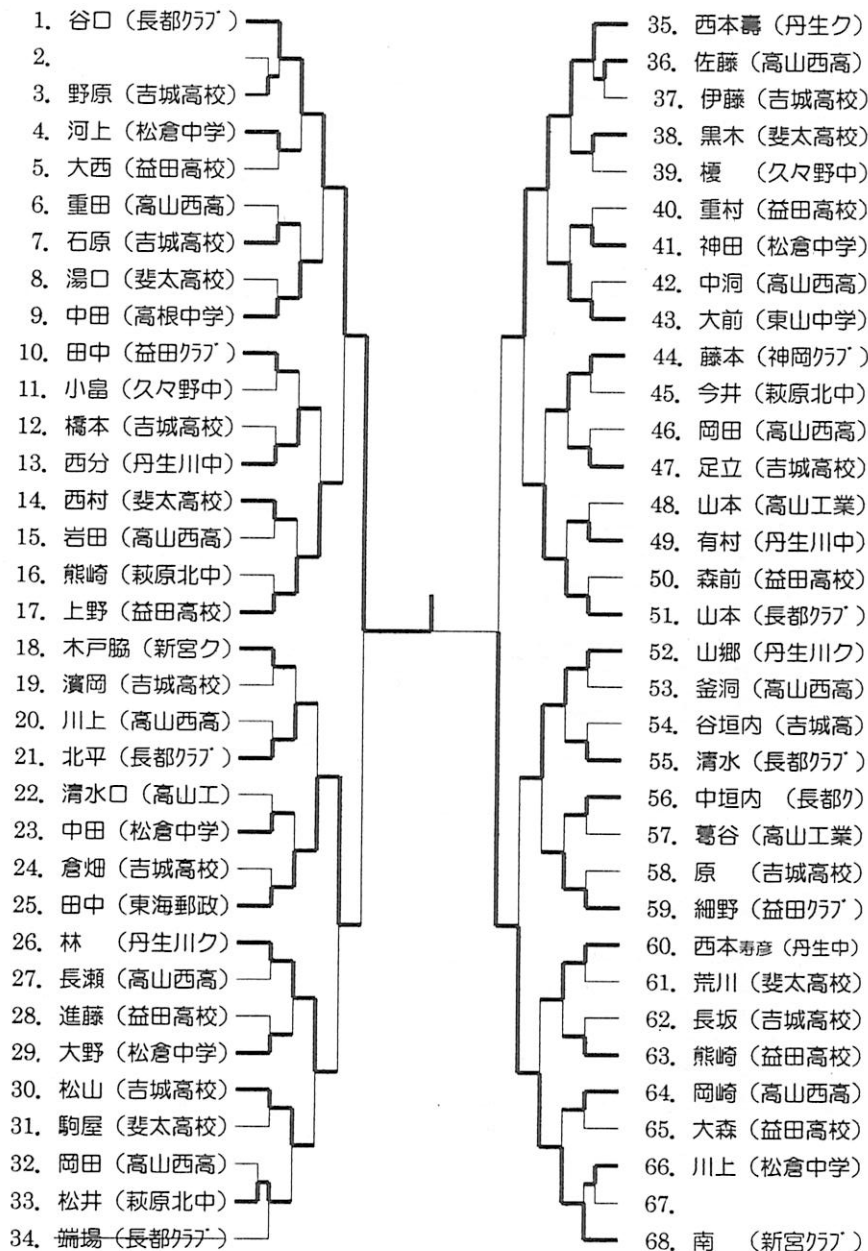 1. 谷口（長都クラブ）
2.
3. 野原（吉城高校）
4. 河上（松倉中学）
5. 大西（益田高校）
6. 重田（高山西高）
7. 石原（吉城高校）
8. 湯口（斐太高校）
9. 中田（高根中学）
10. 田中（益田クラブ）
11. 小畠（久々野中）
12. 橋本（吉城高校）
13. 西分（丹生川中）
14. 西村（斐太高校）
15. 岩田（高山西高）
16. 熊崎（萩原北中）
17. 上野（益田高校）
18. 木戸脇（新宮ク）
19. 濱岡（吉城高校）
20. 川上（高山西高）
21. 北平（長都クラブ）
22. 清水口（高山工）
23. 中田（松倉中学）
24. 倉畑（吉城高校）
25. 田中（東海郵政）
26. 林　（丹生川ク）
27. 長瀬（高山西高）
28. 進藤（益田高校）
29. 大野（松倉中学）
30. 松山（吉城高校）
31. 駒屋（斐太高校）
32. 岡田（高山西高）
33. 松井（萩原北中）
34. 端場（長都クラブ）
35. 西本壽（丹生ク）
36. 佐藤（高山西高）
37. 伊藤（吉城高校）
38. 黒木（斐太高校）
39. 榎　（久々野中）
40. 重村（益田高校）
41. 神田（松倉中学）
42. 中洞（高山西高）
43. 大前（東山中学）
44. 藤本（神岡クラブ）
45. 今井（萩原北中）
46. 岡田（高山西高）
47. 足立（吉城高校）
48. 山本（高山工業）
49. 有村（丹生川中）
50. 森前（益田高校）
51. 山本（長都クラブ）
52. 山郷（丹生川ク）
53. 釜洞（高山西高）
54. 谷垣内（吉城高）
55. 清水（長都クラブ）
56. 中垣内（長都ク）
57. 葛谷（高山工業）
58. 原　（吉城高校）
59. 細野（益田クラブ）
60. 西本寿彦（丹生中）
61. 荒川（斐太高校）
62. 長坂（吉城高校）
63. 熊崎（益田高校）
64. 岡崎（高山西高）
65. 大森（益田高校）
66. 川上（松倉中学）
67.
68. 南　（新宮クラブ）